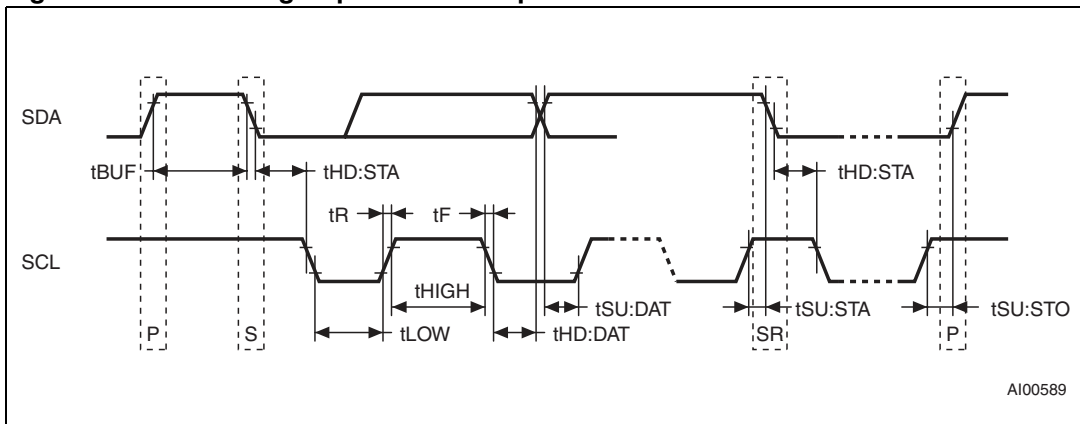 SDA
tBUF
tHD:STA
tHD:STA
tR
tF
SCL
tHIGH
tSU:DAT
tSU:STA
tSU:STO
P
S
tLOW
tHD:DAT
SR
P
AI00589